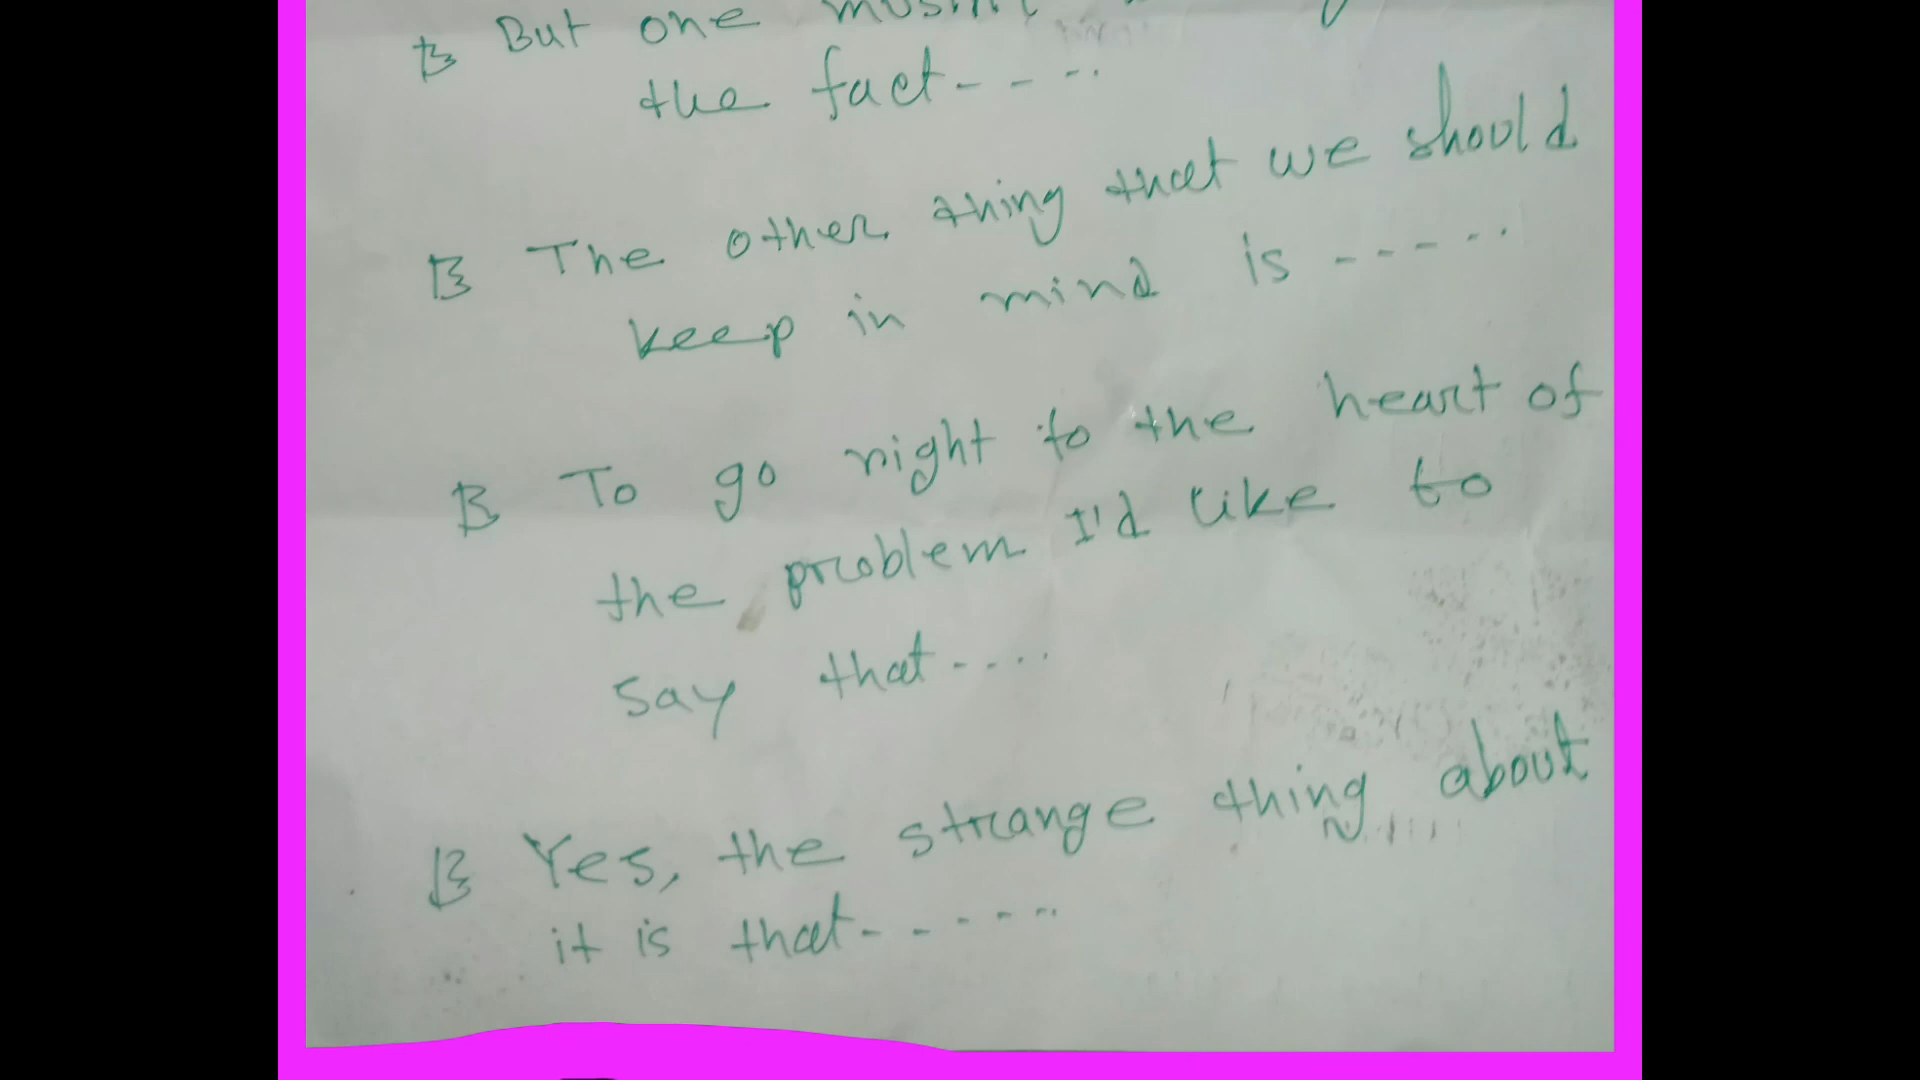 B But one mustn't
the fact - - - - .
B The other thing that we should
keep in mind is - - - - - .
B To go right to the heart of
the problem I'd like to
say that - - . . .
B Yes, the strange thing about
it is that - - - - - .